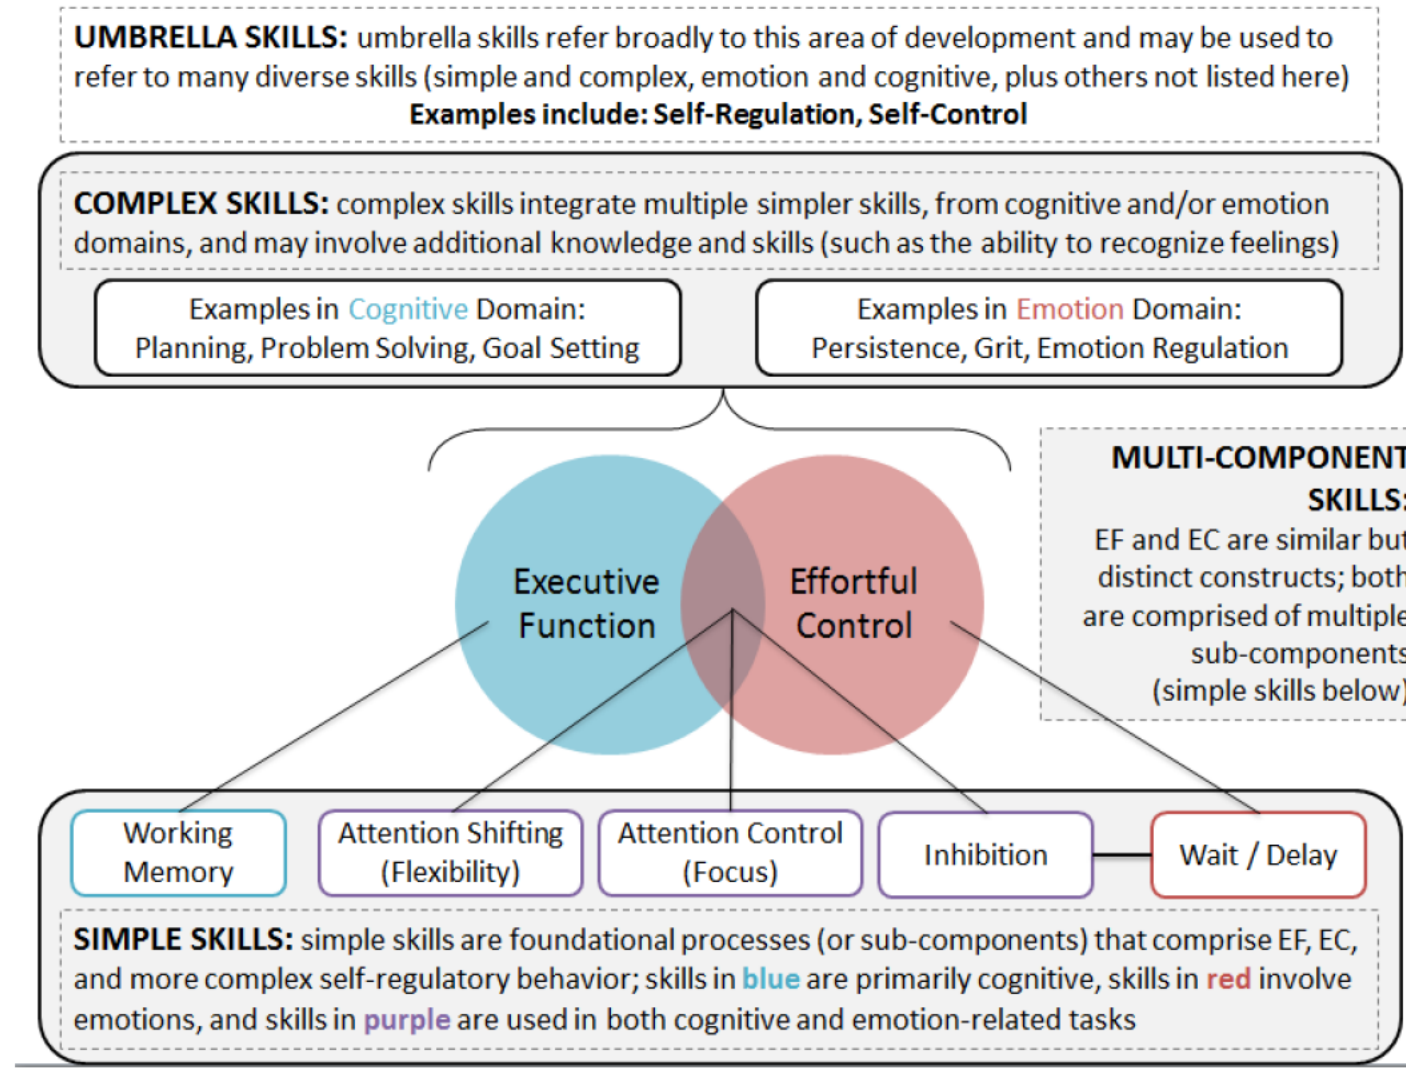 UMBRELLA SKILLS: umbrella skills refer broadly to this area of development and may be used to
refer to many diverse skills (simple and complex, emotion and cognitive, plus others not listed here)
Examples include: Self-Regulation, Self-Control
COMPLEX SKILLS: complex skills integrate multiple simpler skills, from cognitive and/or emotion
domains, and may involve additional knowledge and skills (such as the ability to recognize feelings)
Examples in Cognitive Domain:
Planning, Problem Solving, Goal Setting
Examples in Emotion Domain:
Persistence, Grit, Emotion Regulation
MULTI-COMPONENT
SKILLS:
EF and EC are similar but
distinct constructs; both
are comprised of multiple
sub-components
(simple skills below)
Executive
Function
Effortful
Control
Working
Memory
Attention Shifting
(Flexibility)
Attention Control
(Focus)
Inhibition
Wait / Delay
SIMPLE SKILLS: simple skills are foundational processes (or sub-components) that comprise EF, EC,
and more complex self-regulatory behavior; skills in blue are primarily cognitive, skills in red involve
emotions, and skills in purple are used in both cognitive and emotion-related tasks